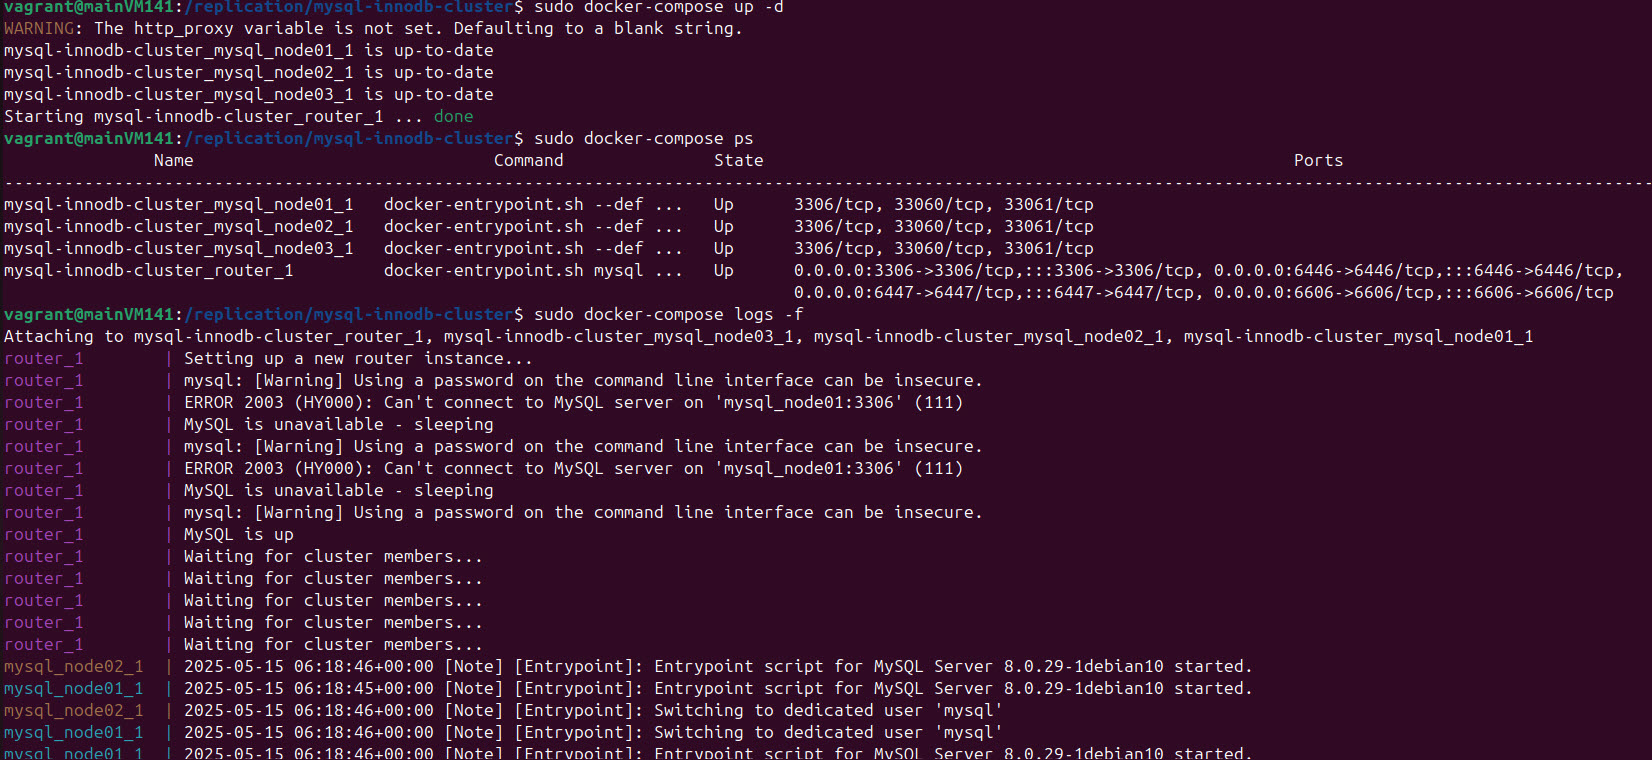 vagrant@mainVM141:/replication/mysql-innodb-cluster$ sudo docker-compose up -d
WARNING: The http_proxy variable is not set. Defaulting to a blank string.
mysql-innodb-cluster_mysql_node01_1 is up-to-date
mysql-innodb-cluster_mysql_node02_1 is up-to-date
mysql-innodb-cluster_mysql_node03_1 is up-to-date
Starting mysql-innodb-cluster_router_1 ... done
vagrant@mainVM141:/replication/mysql-innodb-cluster$ sudo docker-compose ps
Name Command State Ports
--------------------------------------------------------------------------------------------------------------------------------------------------------------------
mysql-innodb-cluster_mysql_node01_1 docker-entrypoint.sh --def ... Up 3306/tcp, 33060/tcp, 33061/tcp
mysql-innodb-cluster_mysql_node02_1 docker-entrypoint.sh --def ... Up 3306/tcp, 33060/tcp, 33061/tcp
mysql-innodb-cluster_mysql_node03_1 docker-entrypoint.sh --def ... Up 3306/tcp, 33060/tcp, 33061/tcp
mysql-innodb-cluster_router_1 docker-entrypoint.sh mysql ... Up 0.0.0.0:3306->3306/tcp,:::3306->3306/tcp, 0.0.0.0:6446->6446/tcp,:::6446->6446/tcp,
0.0.0.0:6447->6447/tcp,:::6447->6447/tcp, 0.0.0.0:6606->6606/tcp,:::6606->6606/tcp
vagrant@mainVM141:/replication/mysql-innodb-cluster$ sudo docker-compose logs -f
Attaching to mysql-innodb-cluster_router_1, mysql-innodb-cluster_mysql_node03_1, mysql-innodb-cluster_mysql_node02_1, mysql-innodb-cluster_mysql_node01_1
router_1 | Setting up a new router instance...
router_1 | mysql: [Warning] Using a password on the command line interface can be insecure.
router_1 | ERROR 2003 (HY000): Can't connect to MySQL server on 'mysql_node01:3306' (111)
router_1 | MySQL is unavailable - sleeping
router_1 | mysql: [Warning] Using a password on the command line interface can be insecure.
router_1 | ERROR 2003 (HY000): Can't connect to MySQL server on 'mysql_node01:3306' (111)
router_1 | MySQL is unavailable - sleeping
router_1 | mysql: [Warning] Using a password on the command line interface can be insecure.
router_1 | MySQL is up
router_1 | Waiting for cluster members...
router_1 | Waiting for cluster members...
router_1 | Waiting for cluster members...
router_1 | Waiting for cluster members...
router_1 | Waiting for cluster members...
mysql_node02_1 | 2025-05-15 06:18:46+00:00 [Note] [Entrypoint]: Entrypoint script for MySQL Server 8.0.29-1debian10 started.
mysql_node01_1 | 2025-05-15 06:18:45+00:00 [Note] [Entrypoint]: Entrypoint script for MySQL Server 8.0.29-1debian10 started.
mysql_node02_1 | 2025-05-15 06:18:46+00:00 [Note] [Entrypoint]: Switching to dedicated user 'mysql'
mysql_node01_1 | 2025-05-15 06:18:46+00:00 [Note] [Entrypoint]: Switching to dedicated user 'mysql'
mysql_node01_1 | 2025-05-15 06:18:46+00:00 [Note] [Entrypoint]: Entrypoint script for MySQL Server 8.0.29-1debian10 started.